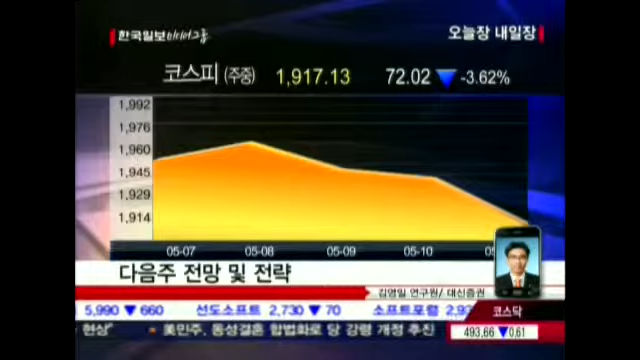 한국일보 미디어그룹
오늘장 내일장
코스피 (주중) 1,917.13 72.02 ▼ -3.62%
1,992
1,976
1,960
1,945
1,929
1,914
05-07 05-08 05-09 05-10
다음주 전망 및 전략
김영일 연구원/ 대신증권
5,990 ▼ 660 선도소프트 2,730 ▼ 70 소프트포럼
코스닥
현상' ▪ 美민주, 동성결혼 합법화로 당 강령 개정 추진
493.66 ▼0.61